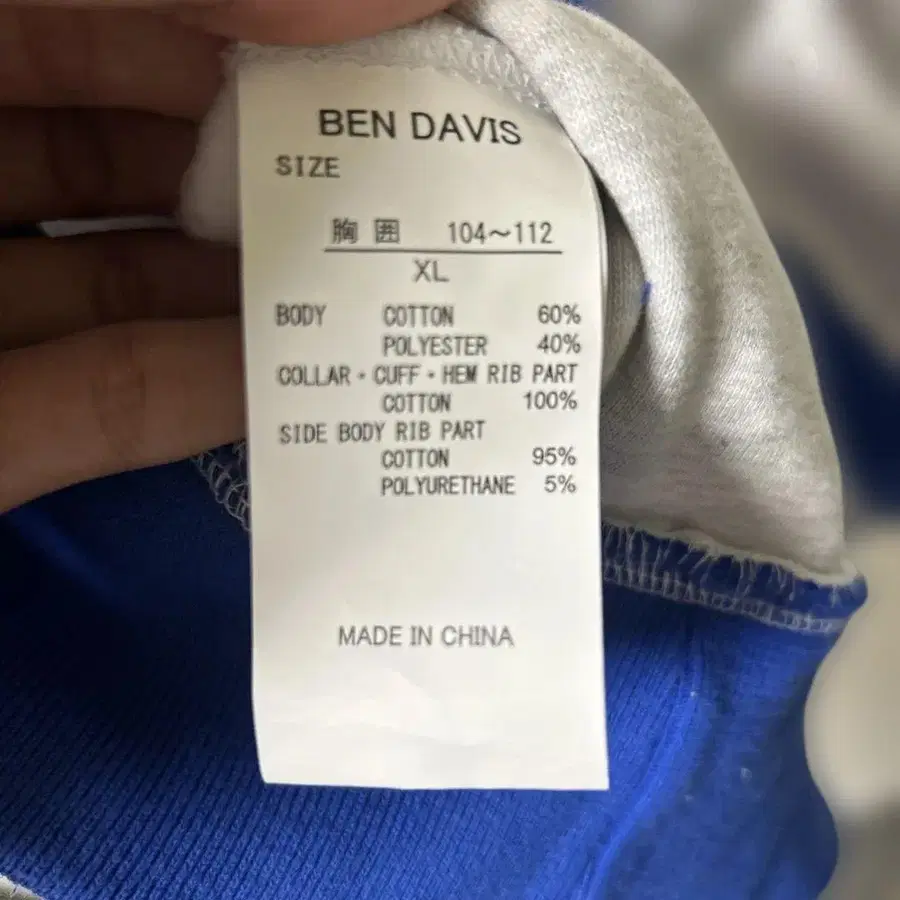 BEN DAVIS
SIZE
胸囲 104～112
XL
BODY COTTON 60%
POLYESTER 40%
COLLAR・CUFF・HEM RIB PART
COTTON 100%
SIDE BODY RIB PART
COTTON 95%
POLYURETHANE 5%
MADE IN CHINA